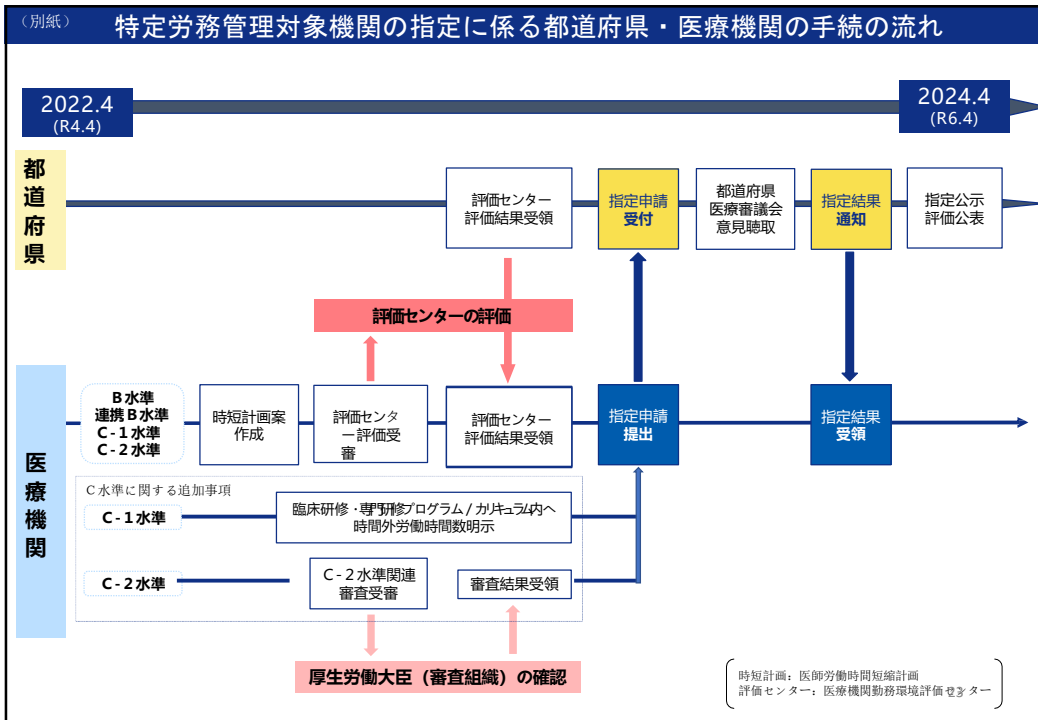 （別紙）
特定労務管理対象機関の指定に係る都道府県・医療機関の手続の流れ
2022.4
(R4.4)
2024.4
(R6.4)
都道府県
評価センター
評価結果受領
指定申請
受付
都道府県
医療審議会
意見聴取
指定結果
通知
指定公示
評価公表
評価センターの評価
医療機関
B水準
連携B水準
C-1水準
C-2水準
時短計画案
作成
評価センタ
ー評価受
審
評価センター
評価結果受領
指定申請
提出
指定結果
受領
C水準に関する追加事項
C-1水準
臨床研修・専門研修プログラム/カリキュラム内へ
時間外労働時間数明示
C-2水準
C-2水準関連
審査受審
審査結果受領
厚生労働大臣（審査組織）の確認
時短計画：医師労働時間短縮計画
評価センター：医療機関勤務環境評価センター